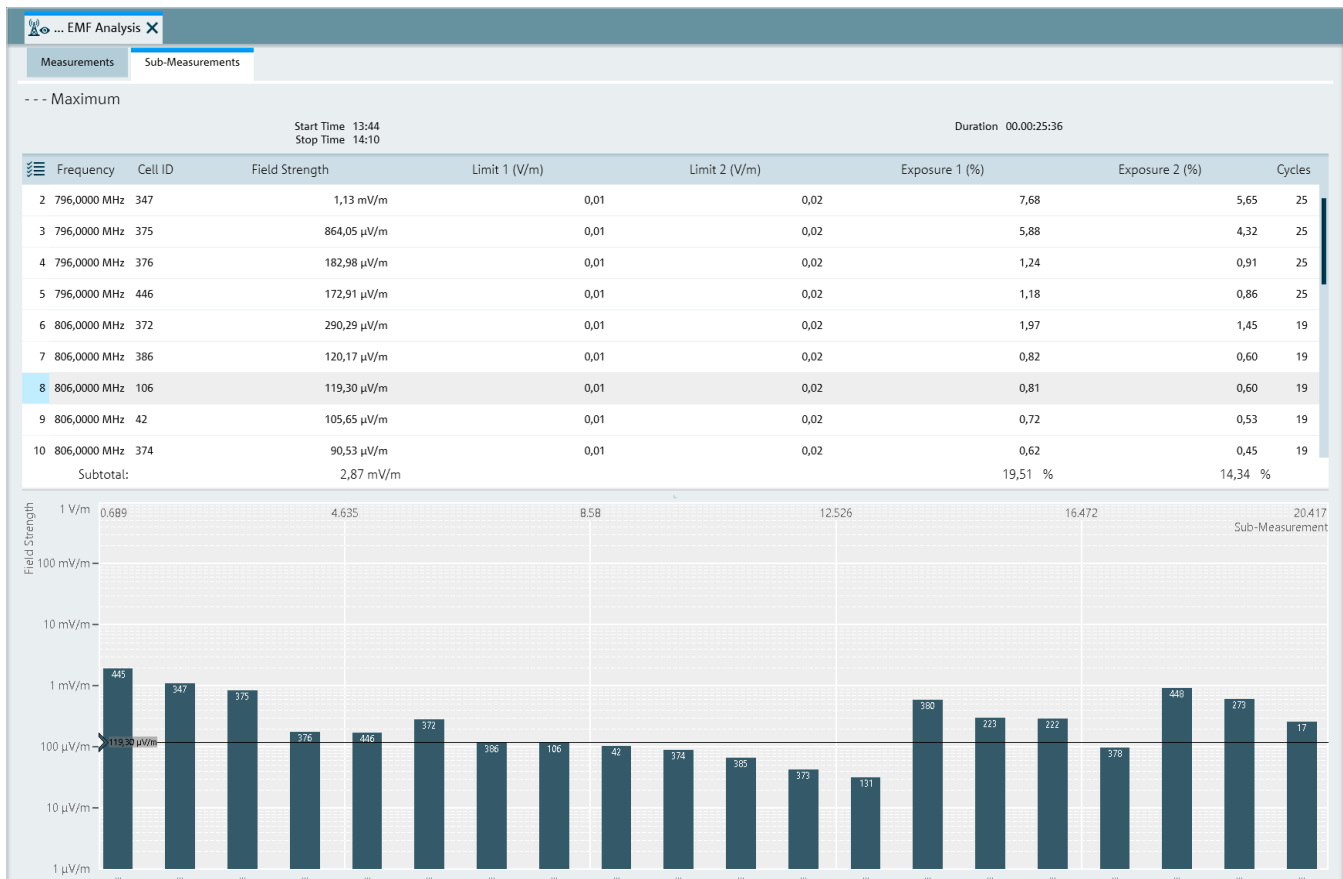 ... EMF Analysis
Measurements Sub-Measurements
- - - Maximum
Start Time 13:44
Stop Time 14:10
Duration 00.00:25:36
Frequency Cell ID Field Strength Limit 1 (V/m) Limit 2 (V/m) Exposure 1 (%) Exposure 2 (%) Cycles
2 796,0000 MHz 347 1,13 mV/m 0,01 0,02 7,68 5,65 25
3 796,0000 MHz 375 864,05 µV/m 0,01 0,02 5,88 4,32 25
4 796,0000 MHz 376 182,98 µV/m 0,01 0,02 1,24 0,91 25
5 796,0000 MHz 446 172,91 µV/m 0,01 0,02 1,18 0,86 25
6 806,0000 MHz 372 290,29 µV/m 0,01 0,02 1,97 1,45 19
7 806,0000 MHz 386 120,17 µV/m 0,01 0,02 0,82 0,60 19
8 806,0000 MHz 106 119,30 µV/m 0,01 0,02 0,81 0,60 19
9 806,0000 MHz 42 105,65 µV/m 0,01 0,02 0,72 0,53 19
10 806,0000 MHz 374 90,53 µV/m 0,01 0,02 0,62 0,45 19
Subtotal: 2,87 mV/m 19,51 % 14,34 %
Field Strength
1 V/m 0.689 4.635 8.58 12.526 16.472 20.417
Sub-Measurement
100 mV/m
10 mV/m
1 mV/m
100 µV/m
10 µV/m
1 µV/m
119,30 µV/m
445 347 375 376 446 372 386 106 42 374 385 373 131 380 223 222 378 448 273 17
... ... ... ... ... ... ... ... ... ... ... ... ... ... ... ... ... ... ... ...